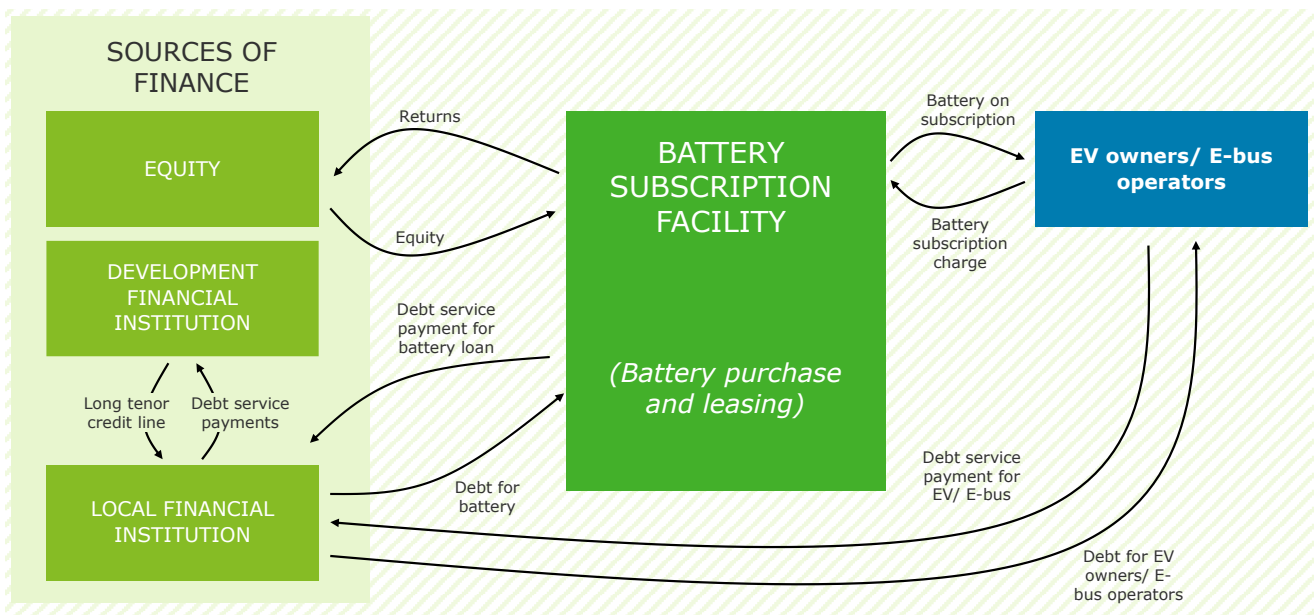 SOURCES OF
FINANCE
EQUITY
DEVELOPMENT
FINANCIAL
INSTITUTION
Long tenor
credit line
Debt service
payments
LOCAL FINANCIAL
INSTITUTION
Returns
Equity
Debt service
payment for
battery loan
Debt for
battery
BATTERY
SUBSCRIPTION
FACILITY
(Battery purchase
and leasing)
Battery on
subscription
Battery
subscription
charge
EV owners/ E-bus
operators
Debt service
payment for
EV/ E-bus
Debt for EV
owners/ E-
bus operators